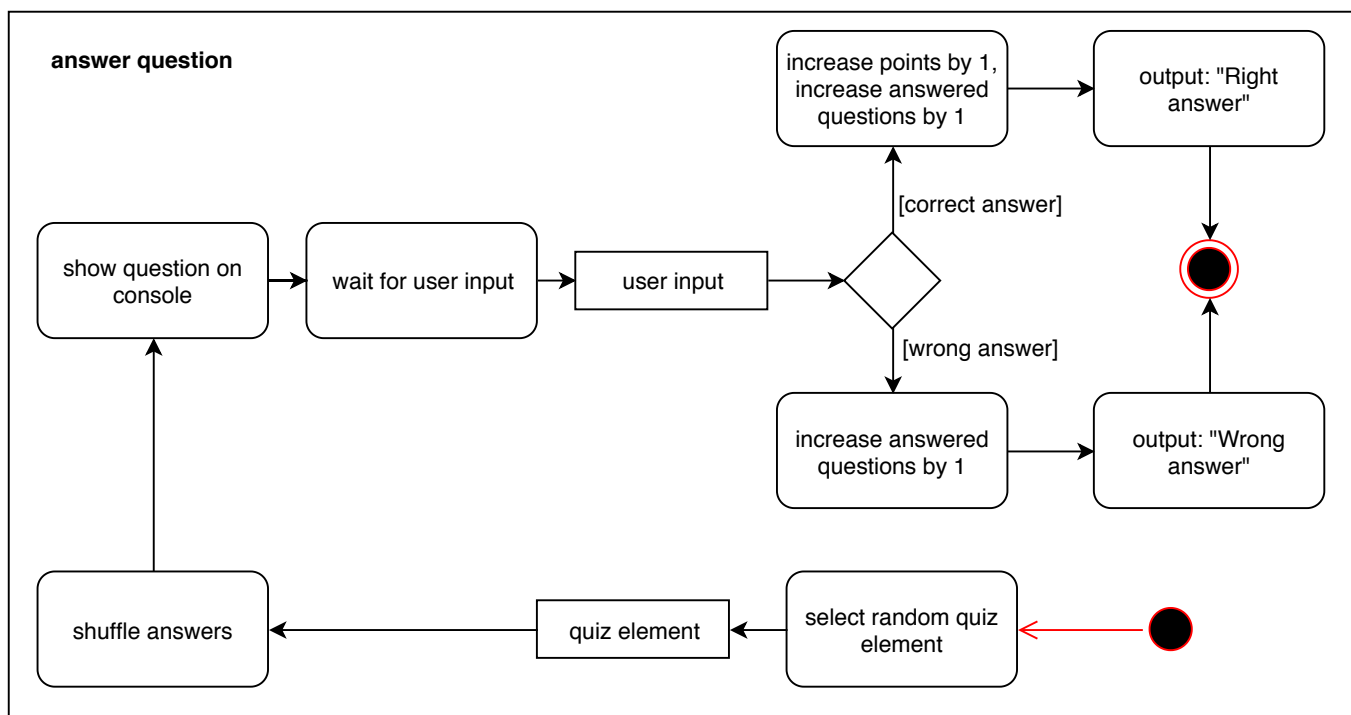 answer question
increase points by 1,
increase answered
questions by 1
output: "Right
answer"
[correct answer]
show question on
console
wait for user input
user input
[wrong answer]
increase answered
questions by 1
output: "Wrong
answer"
shuffle answers
quiz element
select random quiz
element